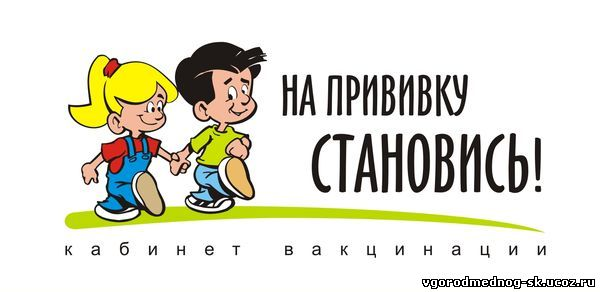 НА ПРИВИВКУ
СТАНОВИСЬ!
кабинет вакцинации
vgorodmednog-sk.ucoz.ru